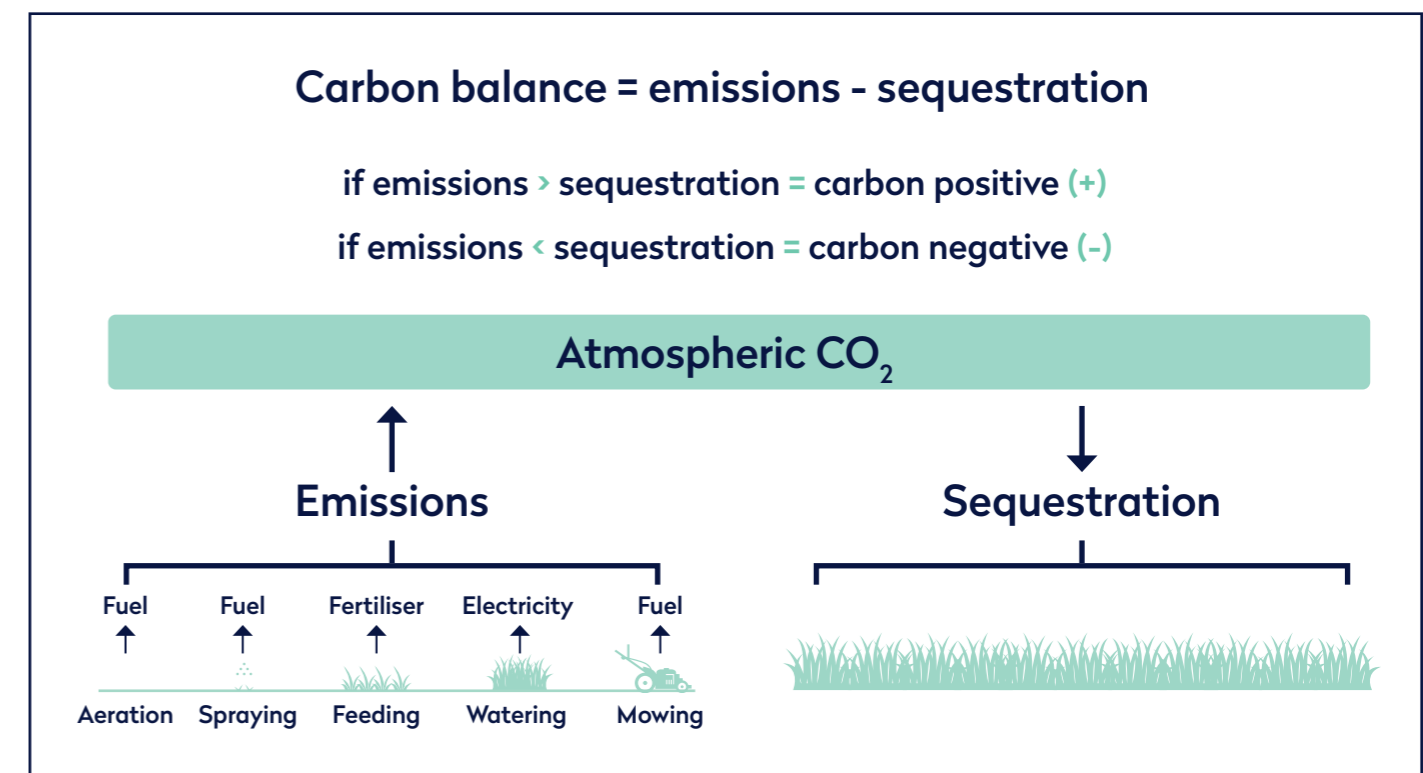 Carbon balance = emissions - sequestration
if emissions > sequestration = carbon positive (+)
if emissions < sequestration = carbon negative (-)
Atmospheric CO₂
Emissions
Sequestration
Fuel Fuel Fertiliser Electricity Fuel
Aeration Spraying Feeding Watering Mowing